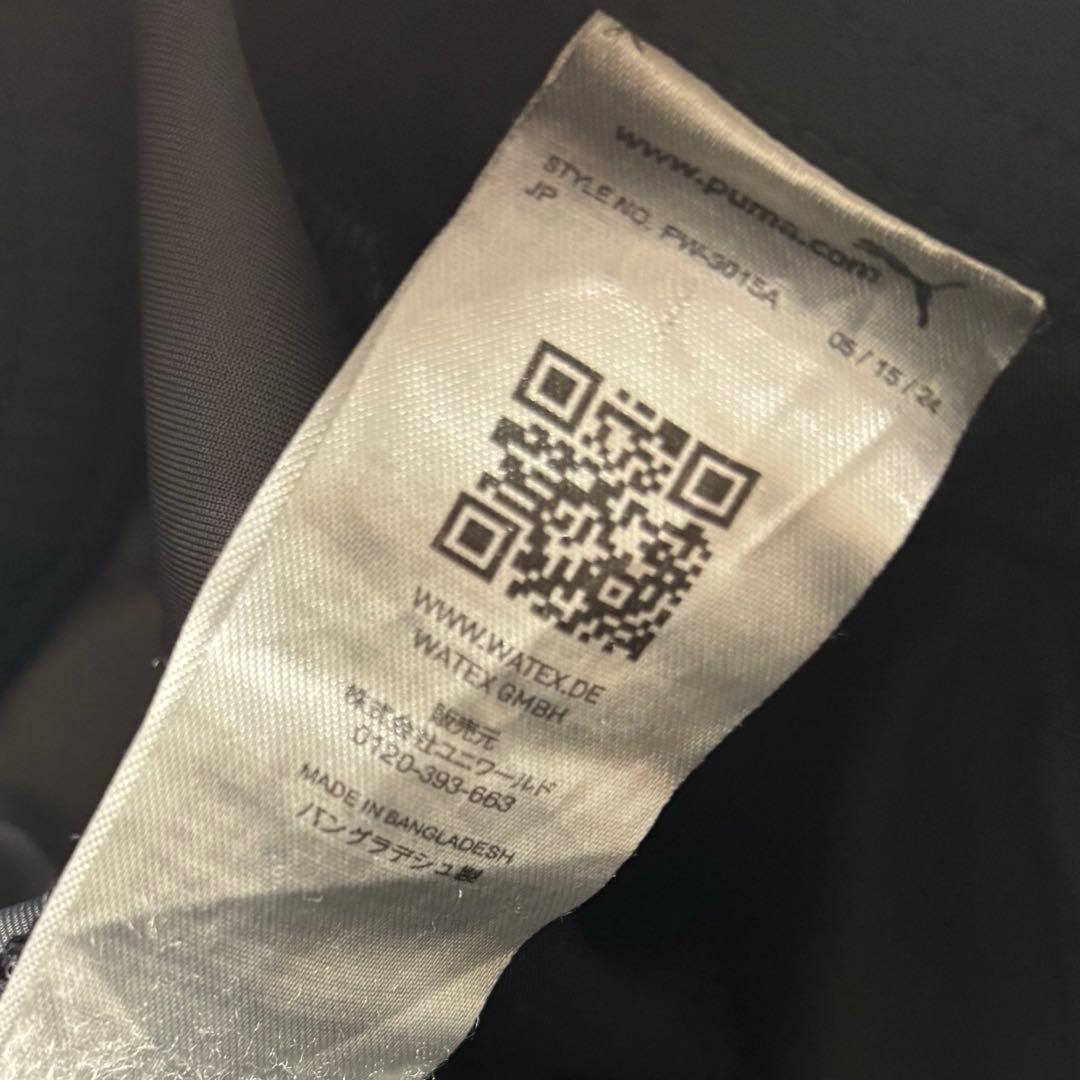 www.puma.com
STYLE NO. PW-3015A 05 / 15 / 24
JP
WWW.WATEX.DE
WATEX GMBH
販売元
株式会社ユニワールド
0120-393-663
MADE IN BANGLADESH
バングラデシュ製